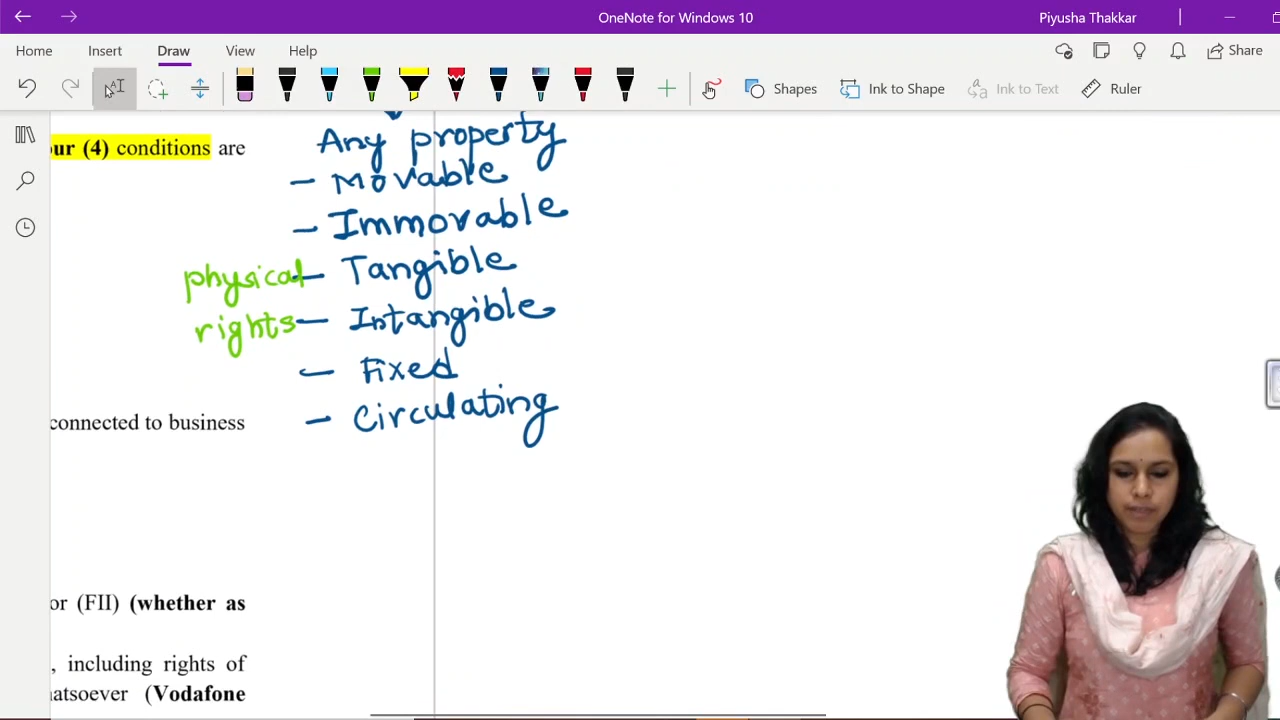 OneNote for Windows 10
Piyusha Thakkar
Home Insert Draw View Help
Share
Shapes Ink to Shape Ink to Text Ruler
(4) conditions are
Any property
- Movable
- Immovable
physical - Tangible
rights - Intangible
- Fixed
- Circulating
connected to business
or (FII) (whether as
, including rights of
(Vodafone